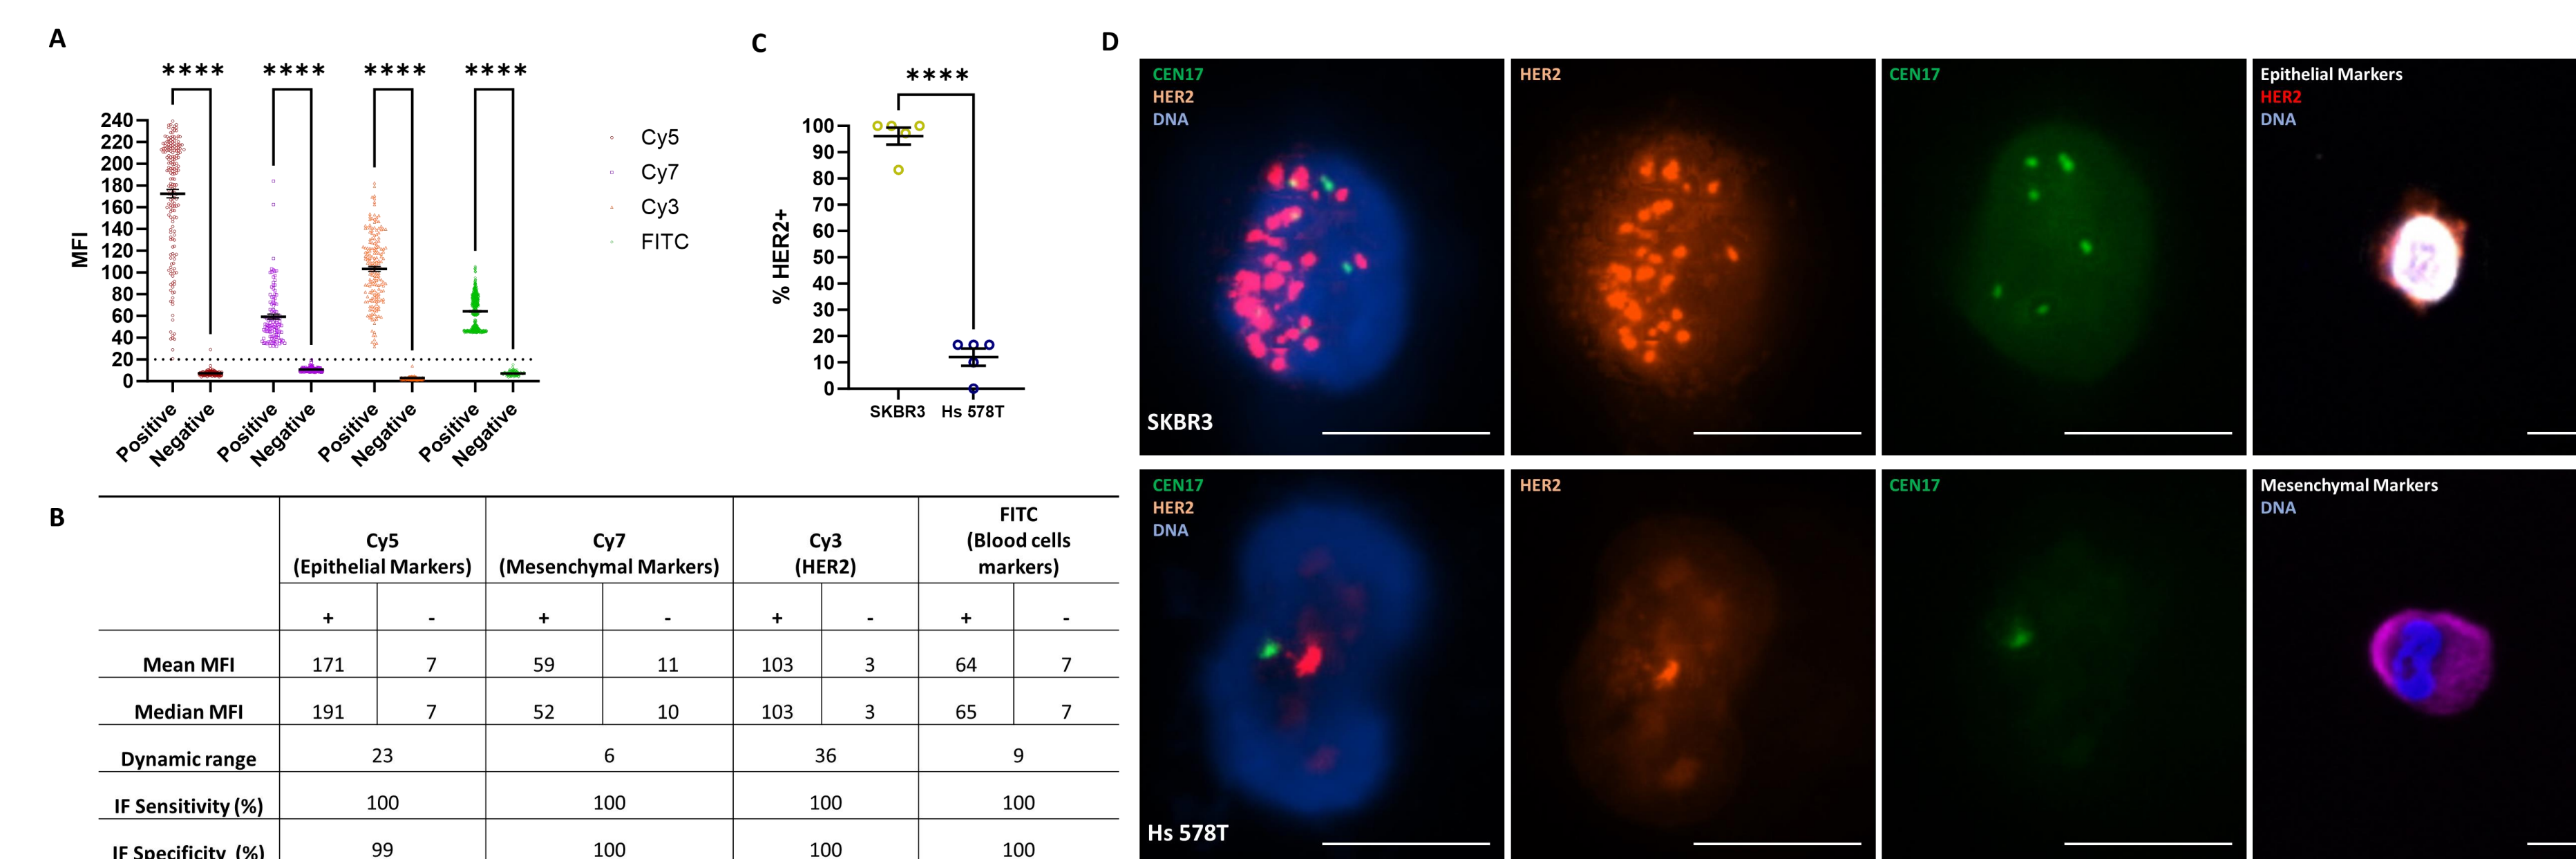 A
****
****
****
****
240
220
200
180
160
140
120
100
80
60
40
20
0
MFI
Positive
Negative
Positive
Negative
Positive
Negative
Positive
Negative
Cy5
Cy7
Cy3
FITC
C
****
100
90
80
70
60
50
40
30
20
10
0
% HER2+
SKBR3 Hs 578T
B
Cy5
(Epithelial Markers)
Cy7
(Mesenchymal Markers)
Cy3
(HER2)
FITC
(Blood cells
markers)
+ - + - + - + -
Mean MFI 171 7 59 11 103 3 64 7
Median MFI 191 7 52 10 103 3 65 7
Dynamic range 23 6 36 9
IF Sensitivity (%) 100 100 100 100
IF Specificity (%) 99 100 100 100
D
CEN17
HER2
DNA
SKBR3
HER2
CEN17
Epithelial Markers
HER2
DNA
CEN17
HER2
DNA
Hs 578T
HER2
CEN17
Mesenchymal Markers
DNA